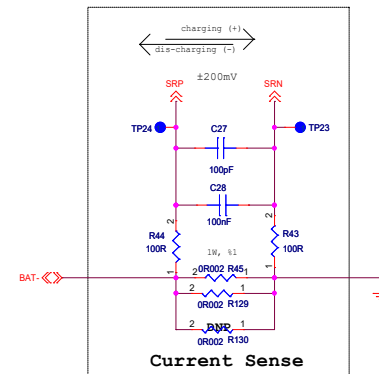 charging (+)
dis-charging (-)
±200mV
SRP
SRN
TP24
C27
TP23
100pF
C28
100nF
2
2
R44
R43
100R
100R
1W, %1
1
1
BAT-
2
0R002 R45
1
2
1
0R002 R129
DNP
2
1
0R002 R130
Current Sense